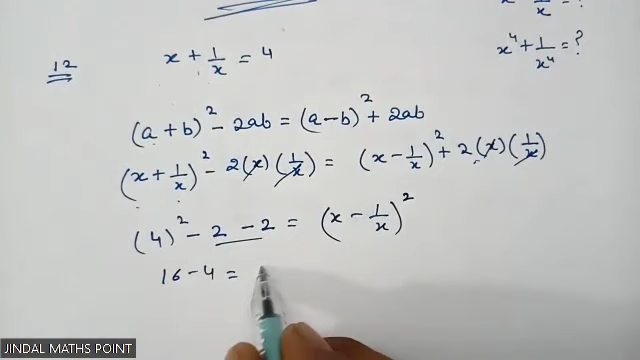 x - 1/x = ?
12
x + 1/x = 4
x⁴ + 1/x⁴ = ?
(a + b)² - 2ab = (a - b)² + 2ab
(x + 1/x)² - 2(x)(1/x) = (x - 1/x)² + 2(x)(1/x)
(4)² - 2 - 2 = (x - 1/x)²
16 - 4 =
JINDAL MATHS POINT